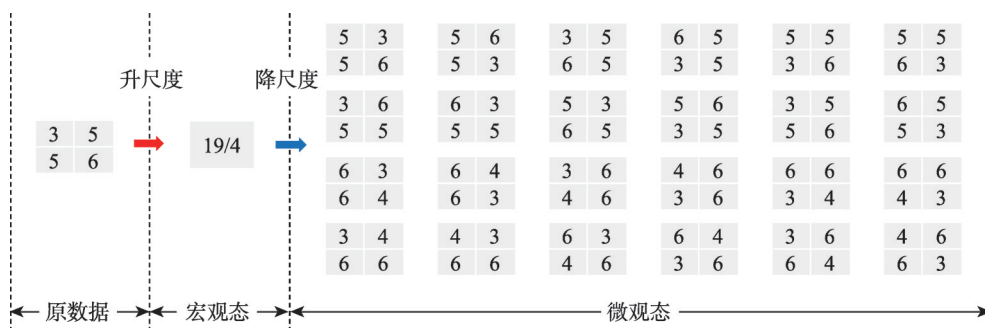 5 3 5 6 3 5 6 5 5 5 5 5
5 6 5 3 6 5 3 5 3 6 6 3
升尺度 降尺度
3 6 6 3 5 3 5 6 3 5 6 5
5 5 5 5 6 5 3 5 5 6 5 3
3 5
5 6
19/4
6 3 6 4 3 6 4 6 6 6 6 6
6 4 6 3 4 6 3 6 3 4 4 3
3 4 4 3 6 3 6 4 3 6 4 6
6 6 6 6 4 6 3 6 6 4 6 3
原数据 宏观态 微观态